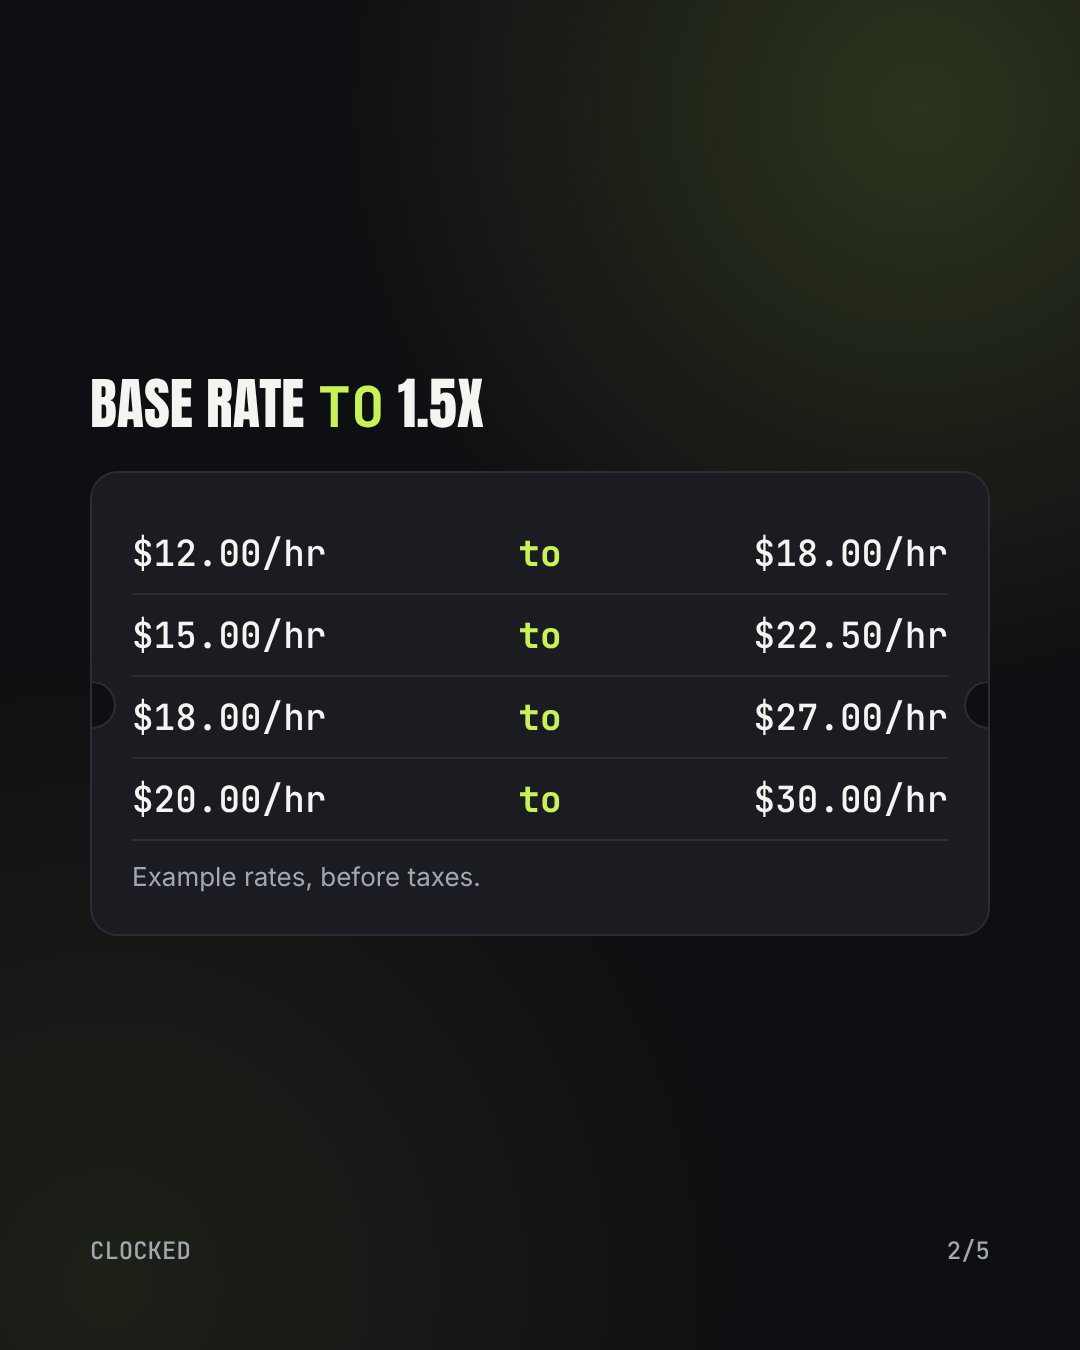 BASE RATE TO 1.5X
$12.00/hr to $18.00/hr
$15.00/hr to $22.50/hr
$18.00/hr to $27.00/hr
$20.00/hr to $30.00/hr
Example rates, before taxes.
CLOCKED 2/5